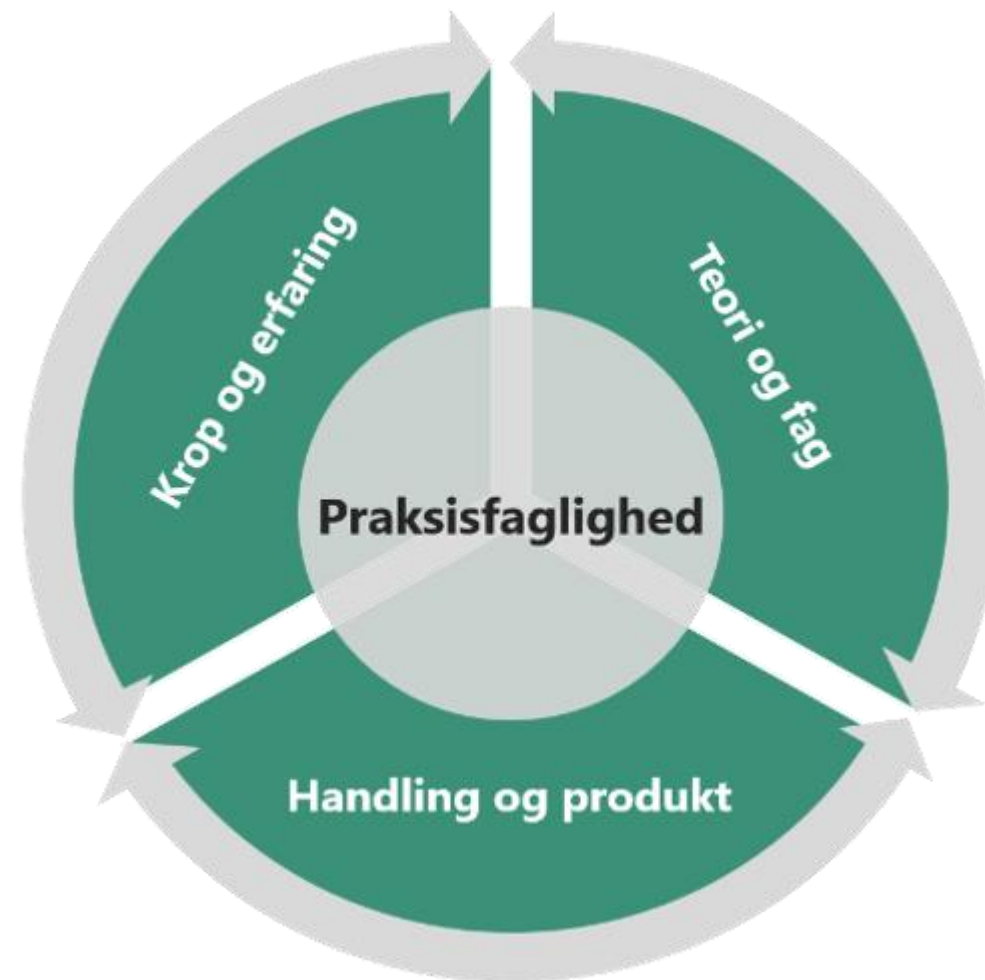 Krop og erfaring
Teori og fag
Praksisfaglighed
Handling og produkt